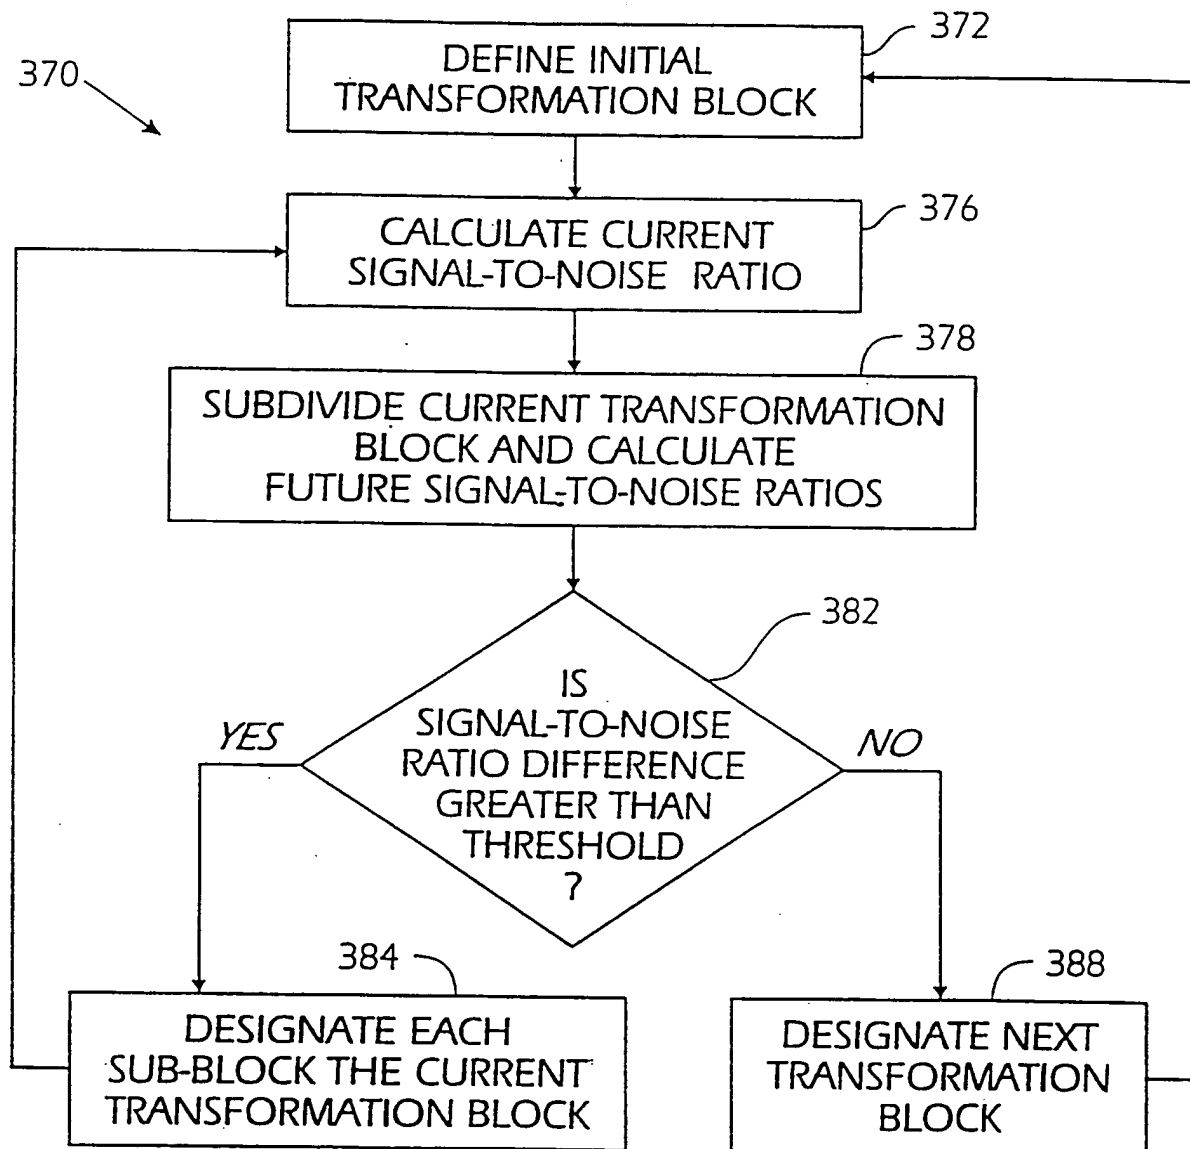 372
370
DEFINE INITIAL
TRANSFORMATION BLOCK
376
CALCULATE CURRENT
SIGNAL-TO-NOISE RATIO
378
SUBDIVIDE CURRENT TRANSFORMATION
BLOCK AND CALCULATE
FUTURE SIGNAL-TO-NOISE RATIOS
382
IS
SIGNAL-TO-NOISE
RATIO DIFFERENCE
GREATER THAN
THRESHOLD
?
YES
NO
384
DESIGNATE EACH
SUB-BLOCK THE CURRENT
TRANSFORMATION BLOCK
388
DESIGNATE NEXT
TRANSFORMATION
BLOCK